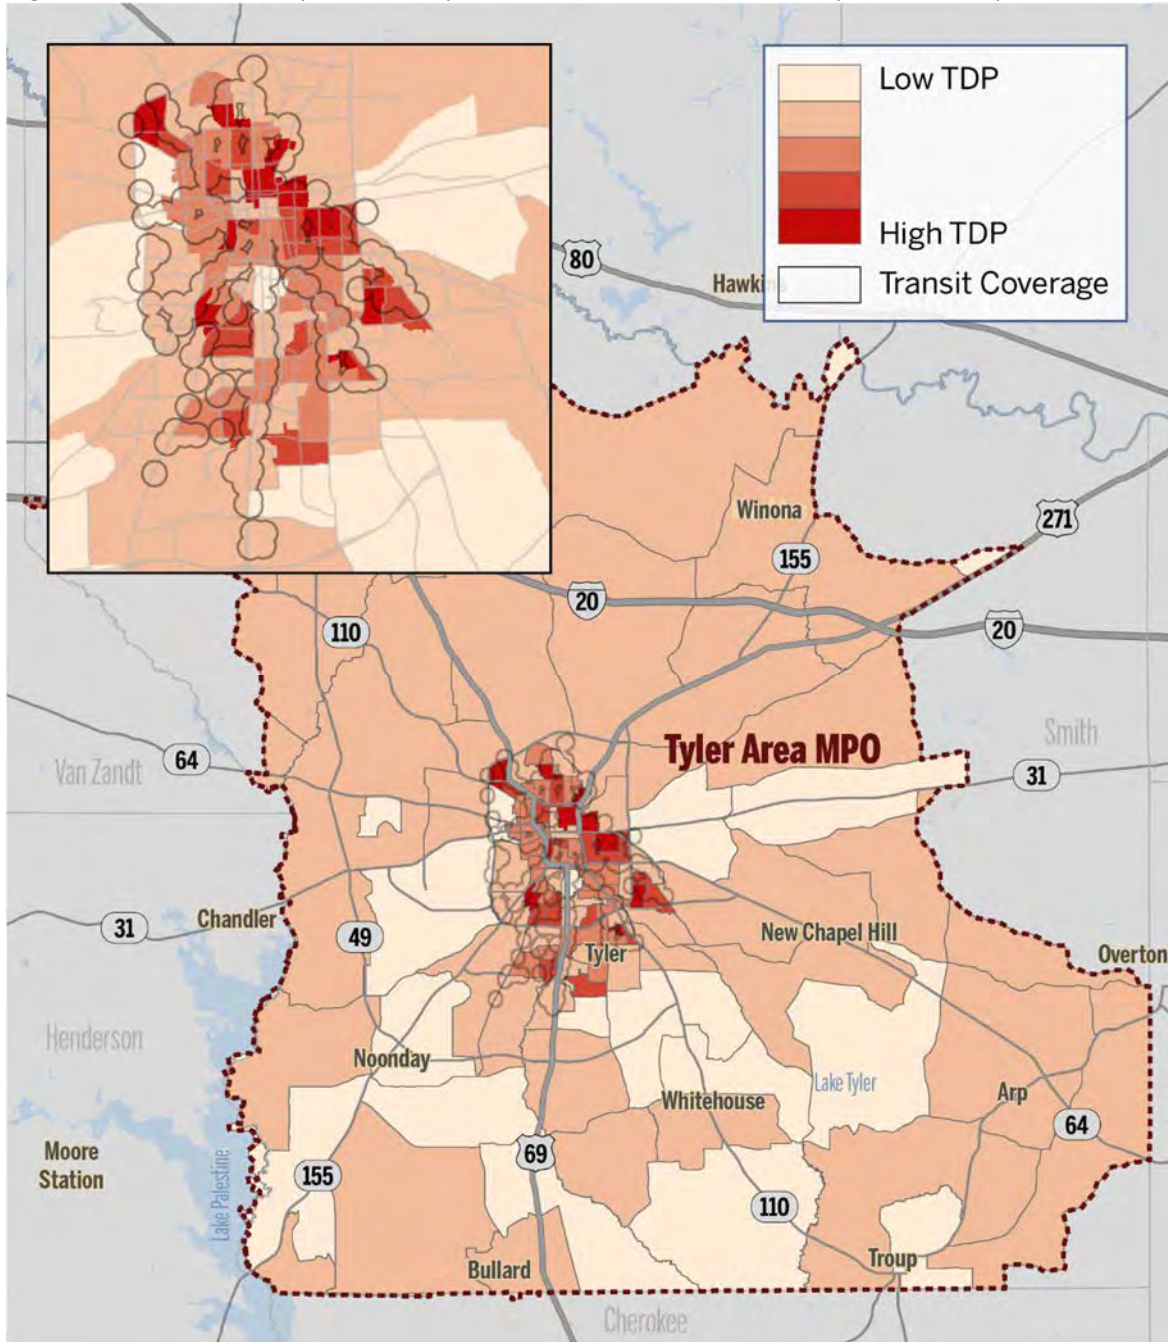 Low TDP
High TDP
Transit Coverage
80
Hawkins
Winona
271
155
20
110
20
Tyler Area MPO
Smith
64
Van Zandt
31
Chandler
31
49
New Chapel Hill
Tyler
Overton
Henderson
Noonday
Lake Tyler
Arp
Whitehouse
64
Moore
Station
69
155
Lake Palestine
110
Troup
Bullard
Cherokee